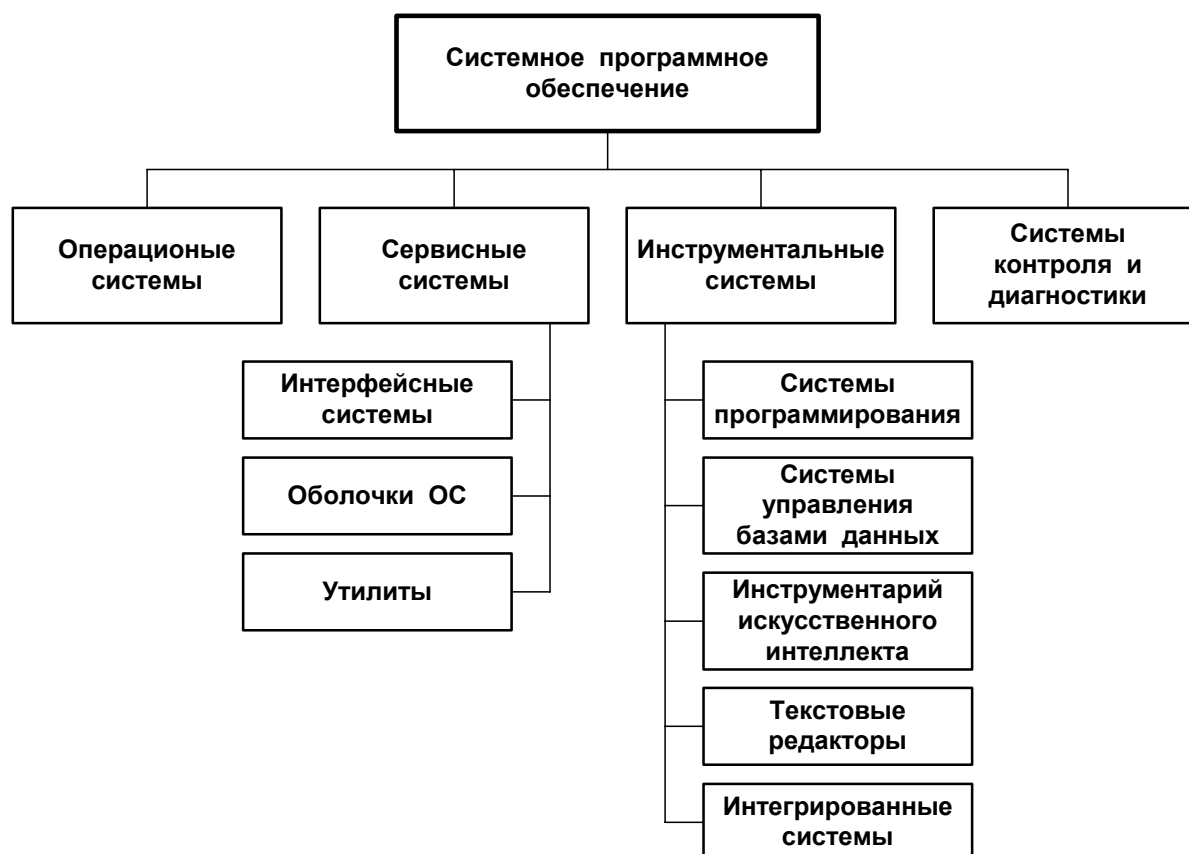 Системное программное
обеспечение
Операционые
системы
Сервисные
системы
Инструментальные
системы
Системы
контроля и
диагностики
Интерфейсные
системы
Оболочки ОС
Утилиты
Системы
программирования
Системы
управления
базами данных
Инструментарий
искусственного
интеллекта
Текстовые
редакторы
Интегрированные
системы